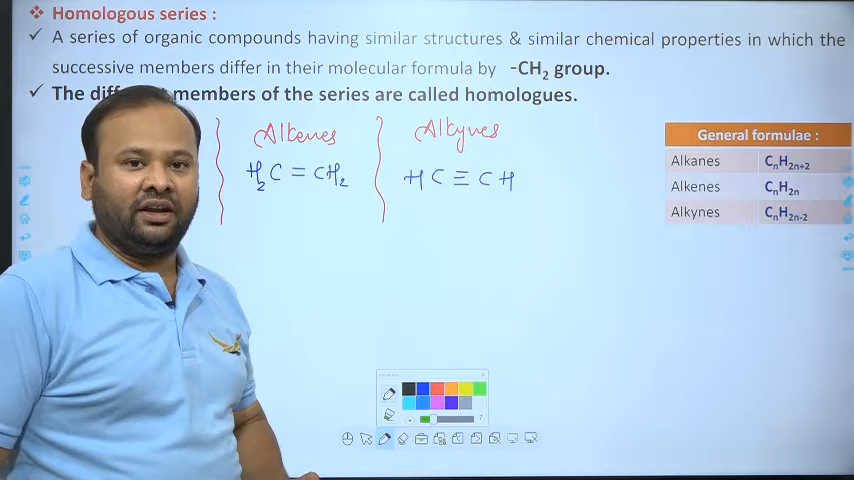 ❖ Homologous series :
✓ A series of organic compounds having similar structures & similar chemical properties in which the
successive members differ in their molecular formula by -CH₂ group.
✓ The members of the series are called homologues.
Alkenes
Alkynes
H₂C = CH₂
HC ≡ CH
General formulae :
Alkanes CₙH₂ₙ₊₂
Alkenes CₙH₂ₙ
Alkynes CₙH₂ₙ₋₂
7